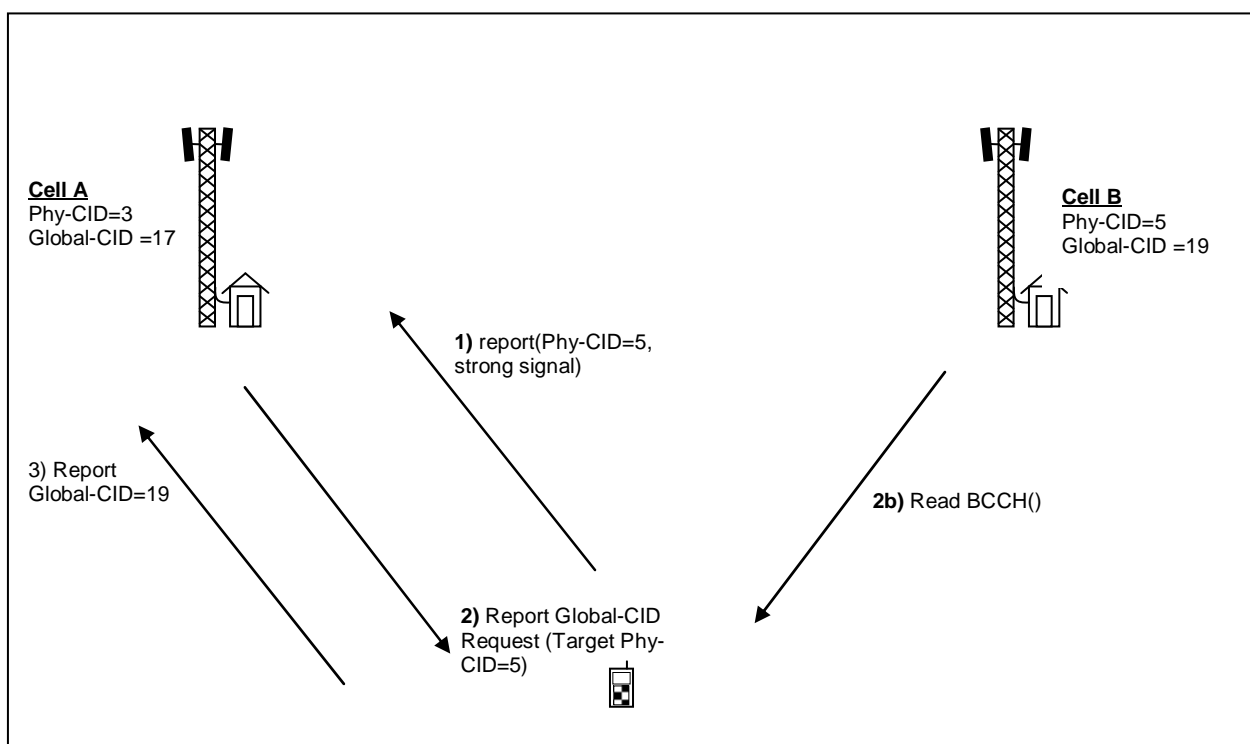 Cell A
Phy-CID=3
Global-CID =17
Cell B
Phy-CID=5
Global-CID =19
1) report(Phy-CID=5,
strong signal)
3) Report
Global-CID=19
2b) Read BCCH()
2) Report Global-CID
Request (Target Phy-
CID=5)